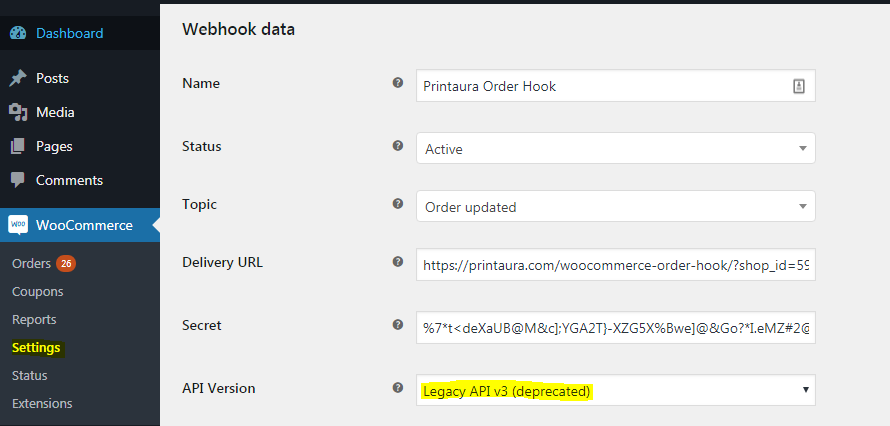 Dashboard
Posts
Media
Pages
Comments
Woo
WooCommerce
Orders 26
Coupons
Reports
Settings
Status
Extensions
Webhook data
Name ? Printaura Order Hook
Status ? Active
Topic ? Order updated
Delivery URL ? https://printaura.com/woocommerce-order-hook/?shop_id=59
Secret ? %7*t<deXaUB@M&c];YGA2T}-XZG5X%Bwe]@&Go?*I.eMZ#2@
API Version ? Legacy API v3 (deprecated)